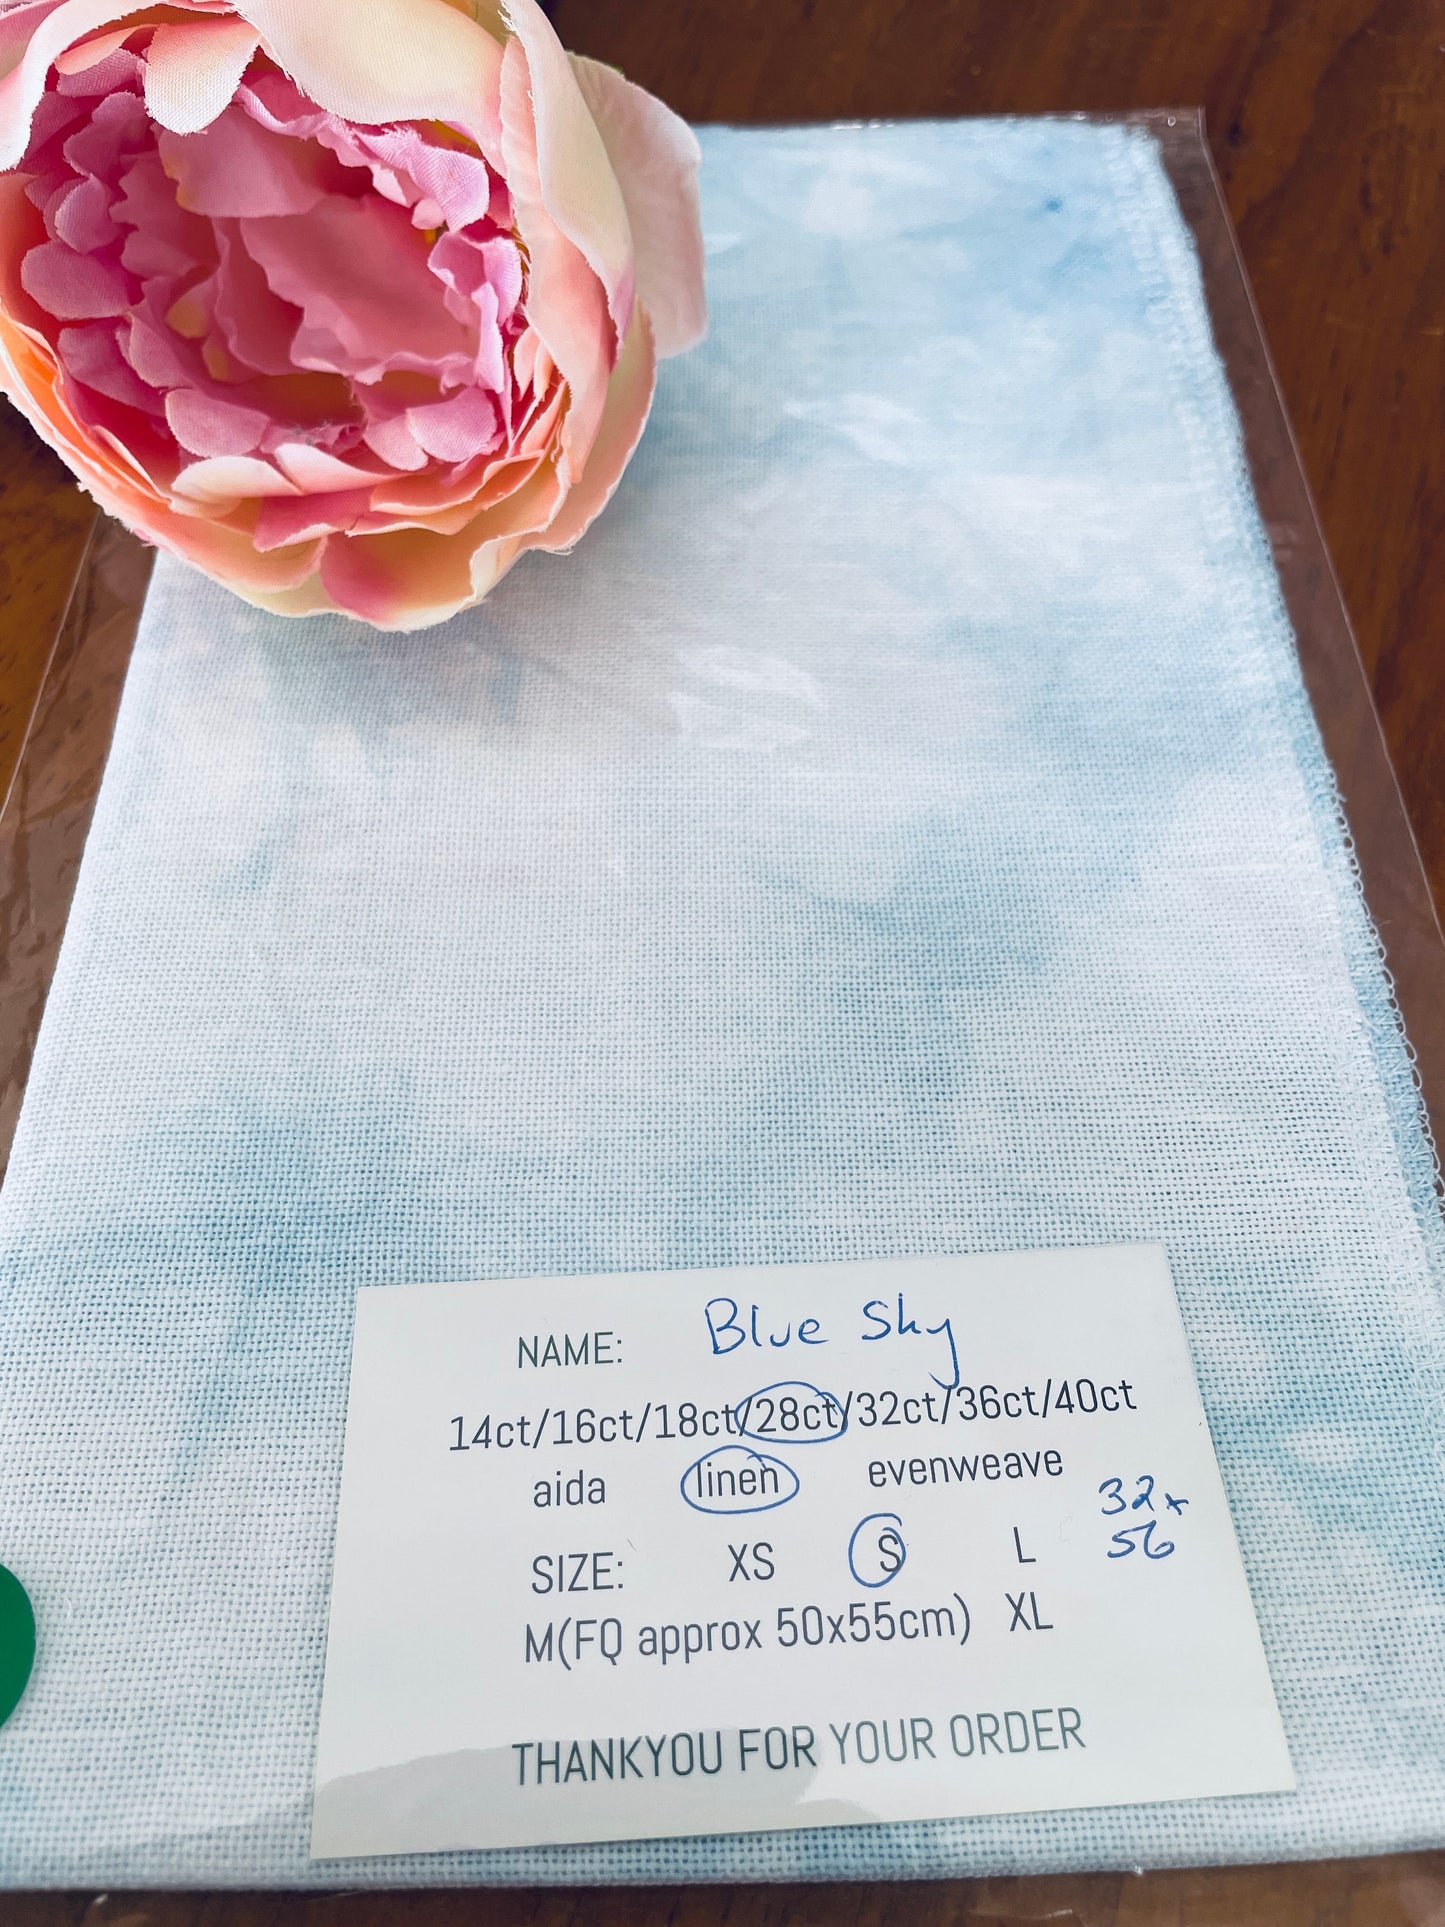 NAME: Blue Sky
14ct/16ct/18ct/28ct/32ct/36ct/40ct
aida linen evenweave
32x
SIZE: XS S L 56
M(FQ approx 50x55cm) XL
THANKYOU FOR YOUR ORDER